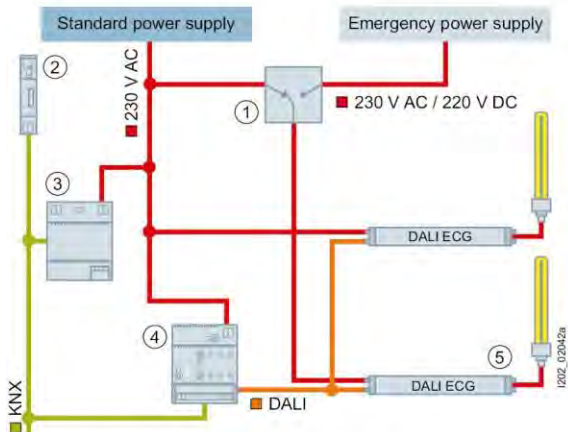 Standard power supply
Emergency power supply
2
230 V AC
1
230 V AC / 220 V DC
3
DALI ECG
4
5
DALI ECG
DALI
KNX
I202_02042a